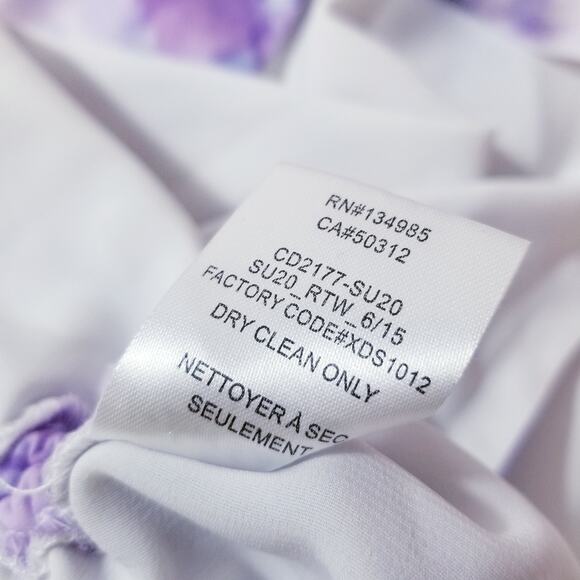 RN#134985
CA#50312
CD2177-SU20
SU20_RTW_6/15
FACTORY CODE#XDS1012
DRY CLEAN ONLY
NETTOYER À SEC
SEULEMENT